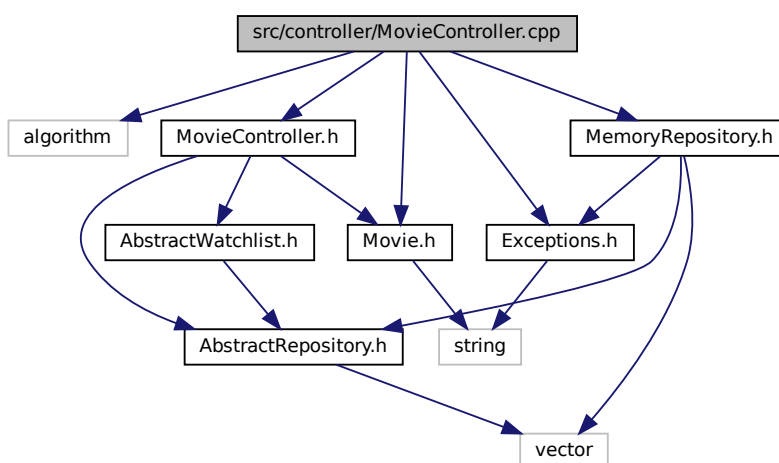 src/controller/MovieController.cpp
algorithm
MovieController.h
MemoryRepository.h
AbstractWatchlist.h
Movie.h
Exceptions.h
AbstractRepository.h
string
vector